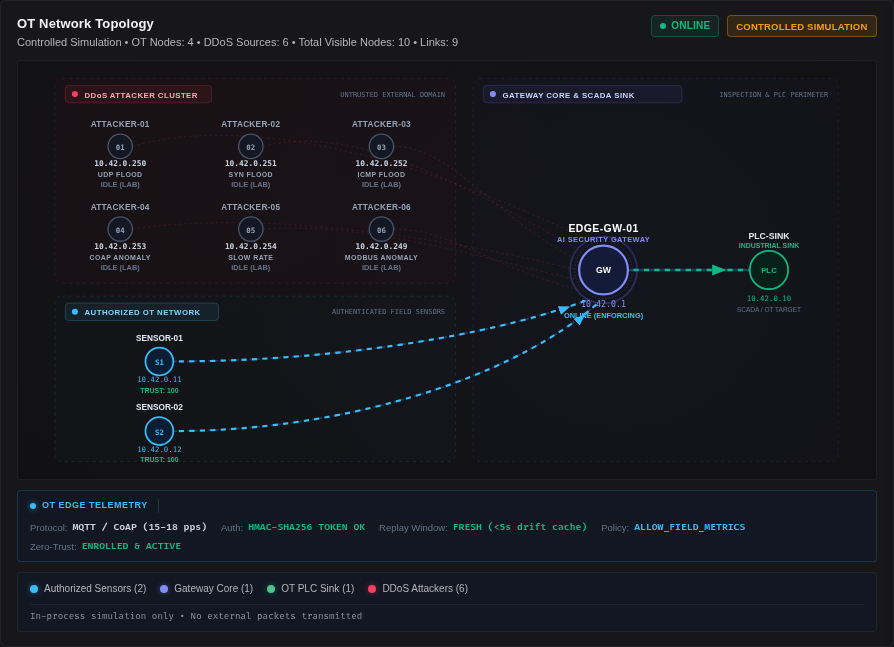 OT Network Topology
Controlled Simulation • OT Nodes: 4 • DDoS Sources: 6 • Total Visible Nodes: 10 • Links: 9
ONLINE
CONTROLLED SIMULATION
DDoS ATTACKER CLUSTER
UNTRUSTED EXTERNAL DOMAIN
ATTACKER-01 ATTACKER-02 ATTACKER-03
01 02 03
10.42.0.250 10.42.0.251 10.42.0.252
UDP FLOOD SYN FLOOD ICMP FLOOD
IDLE (LAB) IDLE (LAB) IDLE (LAB)
ATTACKER-04 ATTACKER-05 ATTACKER-06
04 05 06
10.42.0.253 10.42.0.254 10.42.0.249
COAP ANOMALY SLOW RATE MODBUS ANOMALY
IDLE (LAB) IDLE (LAB) IDLE (LAB)
AUTHORIZED OT NETWORK
AUTHENTICATED FIELD SENSORS
SENSOR-01
S1
10.42.0.11
TRUST: 100
SENSOR-02
S2
10.42.0.12
TRUST: 100
GATEWAY CORE & SCADA SINK
INSPECTION & PLC PERIMETER
EDGE-GW-01
AI SECURITY GATEWAY
GW
10.42.0.1
ONLINE (ENFORCING)
PLC-SINK
INDUSTRIAL SINK
PLC
10.42.0.10
SCADA / OT TARGET
OT EDGE TELEMETRY
Protocol: MQTT / CoAP (15–18 pps) Auth: HMAC-SHA256 TOKEN OK Replay Window: FRESH (<5s drift cache) Policy: ALLOW_FIELD_METRICS
Zero-Trust: ENROLLED & ACTIVE
Authorized Sensors (2) Gateway Core (1) OT PLC Sink (1) DDoS Attackers (6)
In-process simulation only • No external packets transmitted